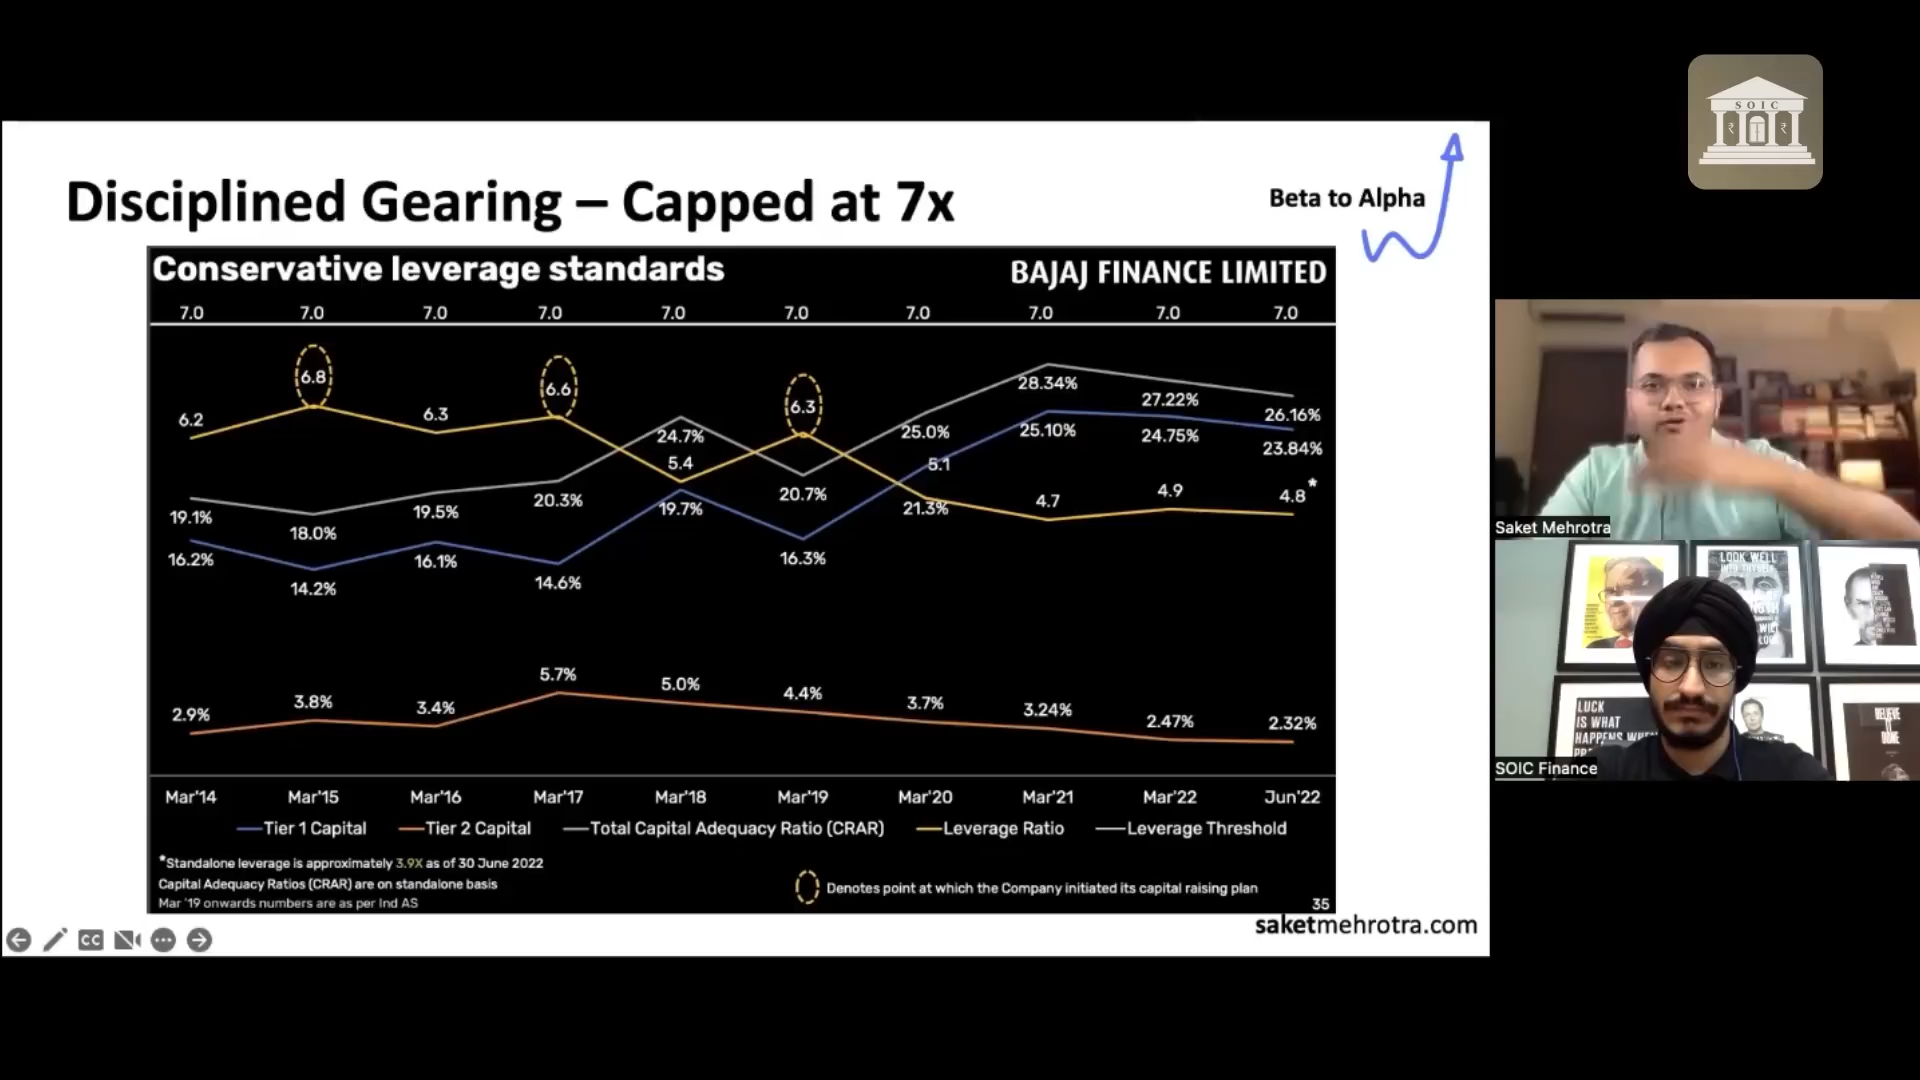 SOIC
Disciplined Gearing – Capped at 7x
Beta to Alpha
Conservative leverage standards
BAJAJ FINANCE LIMITED
7.0 7.0 7.0 7.0 7.0 7.0 7.0 7.0 7.0 7.0
6.2 6.8 6.3 6.6 5.4 6.3 5.1 4.7 4.9 4.8*
19.1% 18.0% 19.5% 20.3% 24.7% 20.7% 25.0% 28.34% 27.22% 26.16%
16.2% 14.2% 16.1% 14.6% 19.7% 16.3% 21.3% 25.10% 24.75% 23.84%
2.9% 3.8% 3.4% 5.7% 5.0% 4.4% 3.7% 3.24% 2.47% 2.32%
Mar'14 Mar'15 Mar'16 Mar'17 Mar'18 Mar'19 Mar'20 Mar'21 Mar'22 Jun'22
Tier 1 Capital Tier 2 Capital Total Capital Adequacy Ratio (CRAR) Leverage Ratio Leverage Threshold
*Standalone leverage is approximately 3.9X as of 30 June 2022
Capital Adequacy Ratios (CRAR) are on standalone basis
Mar '19 onwards numbers are as per Ind AS
Denotes point at which the Company initiated its capital raising plan
35
saketmehrotra.com
CC
Saket Mehrotra
LOOK WELL
LUCK
IS WHAT
HAPPENS WHEN
BELIEVE
IT
DONE
SOIC Finance